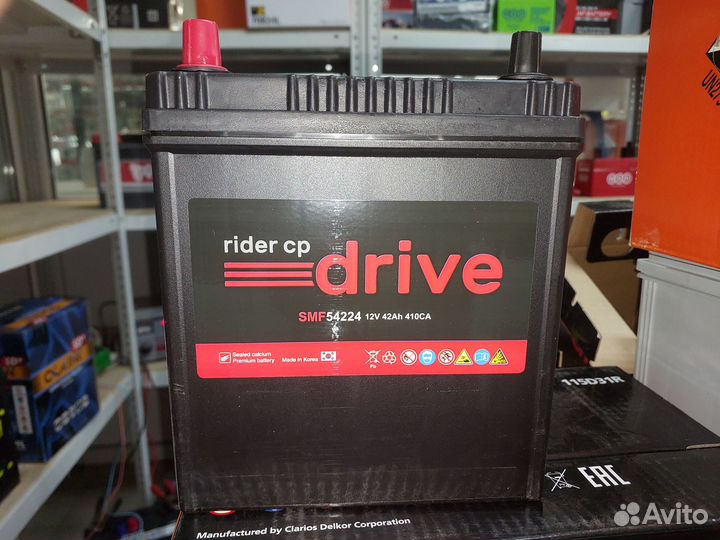 rider cp
drive
SMF54224 12V 42Ah 410CA
Sealed calcium
Premium battery
Made in Korea
Pb
115D31R
EAC
Manufactured by Clarios Delkor Corporation
Avito